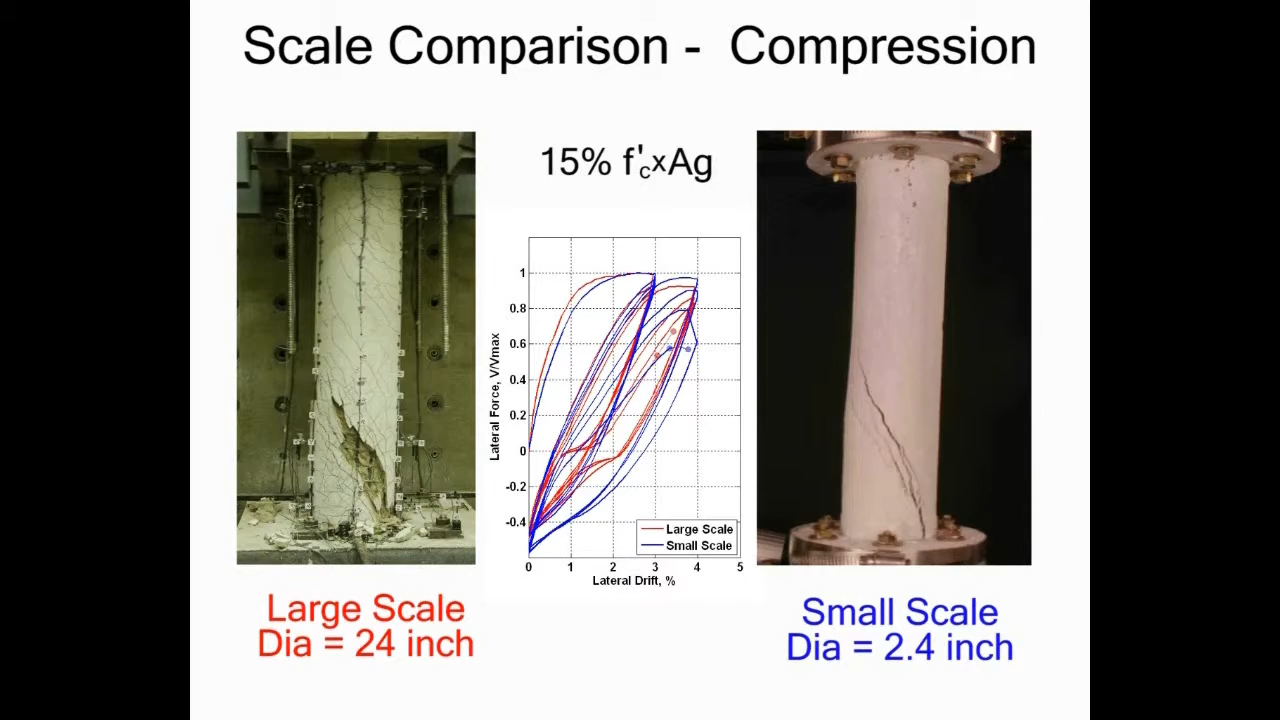 Scale Comparison - Compression
15% f'cxAg
Lateral Force, V/Vmax
1
0.8
0.6
0.4
0.2
0
-0.2
-0.4
Large Scale
Small Scale
0 1 2 3 4 5
Lateral Drift, %
Large Scale
Dia = 24 inch
Small Scale
Dia = 2.4 inch